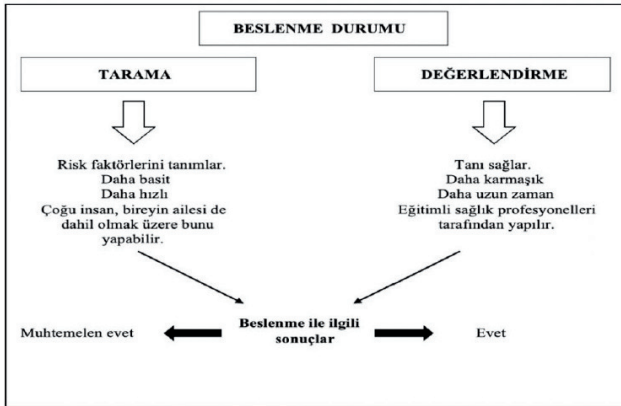 BESLENME DURUMU
TARAMA
DEĞERLENDİRME
Risk faktörlerini tanımlar.
Daha basit
Daha hızlı
Çoğu insan, bireyin ailesi de
dahil olmak üzere bunu
yapabilir.
Tanı sağlar.
Daha karmaşık
Daha uzun zaman
Eğitimli sağlık profesyonelleri
tarafından yapılır.
Muhtemelen evet
Beslenme ile ilgili
sonuçlar
Evet